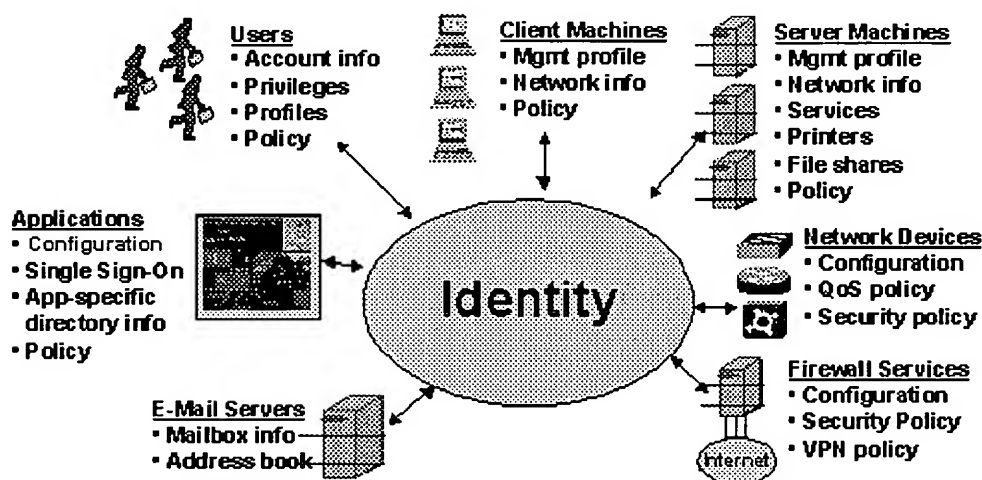 Users
▪ Account info
▪ Privileges
▪ Profiles
▪ Policy
Client Machines
▪ Mgmt profile
▪ Network info
▪ Policy
Server Machines
▪ Mgmt profile
▪ Network info
▪ Services
▪ Printers
▪ File shares
▪ Policy
Applications
▪ Configuration
▪ Single Sign-On
▪ App-specific
directory info
▪ Policy
Identity
Network Devices
▪ Configuration
▪ QoS policy
▪ Security policy
E-Mail Servers
▪ Mailbox info
▪ Address book
Firewall Services
▪ Configuration
▪ Security Policy
▪ VPN policy
Internet